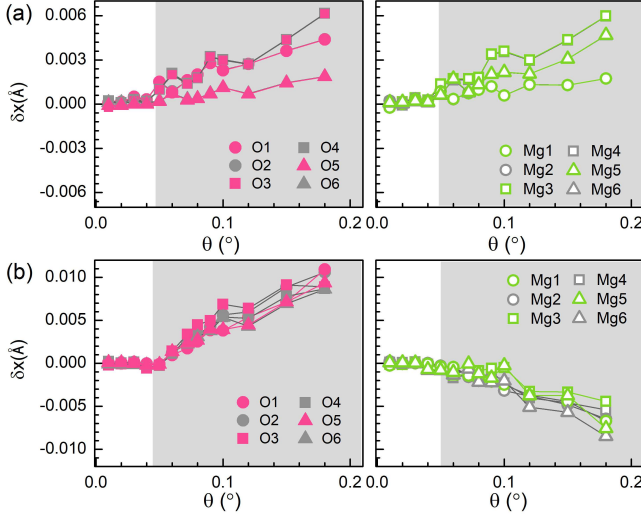 (a)
δx(Å)
0.006
0.003
0.000
-0.003
-0.006
O1 O4
O2 O5
O3 O6
0.0 0.1 0.2
θ (°)
Mg1 Mg4
Mg2 Mg5
Mg3 Mg6
0.0 0.1 0.2
θ (°)
(b)
δx(Å)
0.010
0.005
0.000
-0.005
-0.010
O1 O4
O2 O5
O3 O6
0.0 0.1 0.2
θ (°)
Mg1 Mg4
Mg2 Mg5
Mg3 Mg6
0.0 0.1 0.2
θ (°)